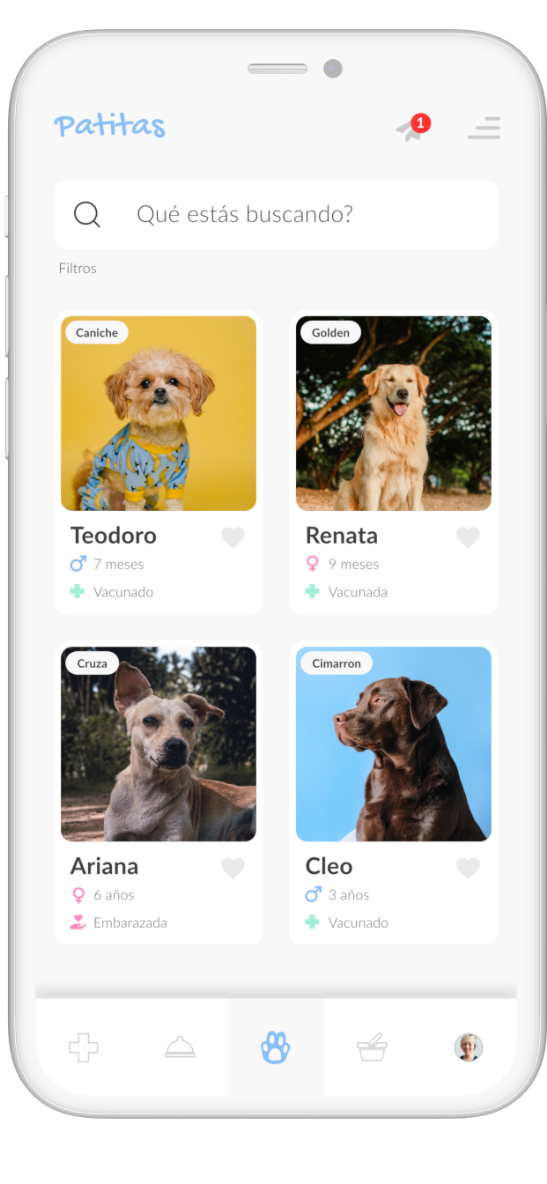 Patitas
1
Qué estás buscando?
Filtros
Caniche
Teodoro
7 meses
Vacunado
Golden
Renata
9 meses
Vacunada
Cruza
Ariana
6 años
Embarazada
Cimarron
Cleo
3 años
Vacunado